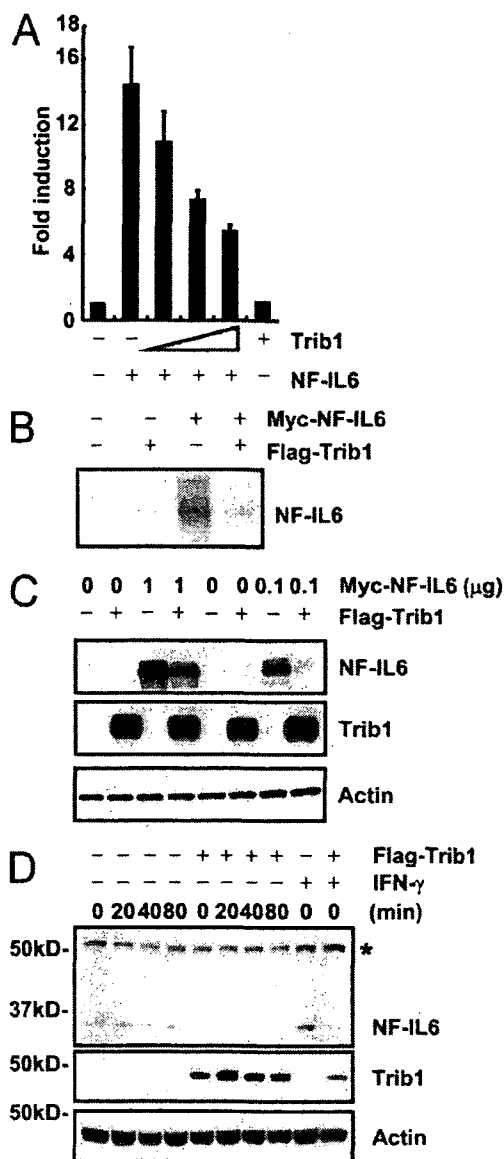 A
18
16
12
8
4
0
Fold induction
− − + Trib1
− + + + + − NF-IL6
B
− − + + Myc-NF-IL6
− + − + Flag-Trib1
NF-IL6
C
0 0 1 1 0 0 0.1 0.1 Myc-NF-IL6 (μg)
− + − + − + − + Flag-Trib1
NF-IL6
Trib1
Actin
D
− − − − + + + + − + Flag-Trib1
− − − − − − − − + + IFN-γ
0 20 40 80 0 20 40 80 0 0 (min)
50kD- *
37kD-
NF-IL6
50kD- Trib1
50kD-
Actin